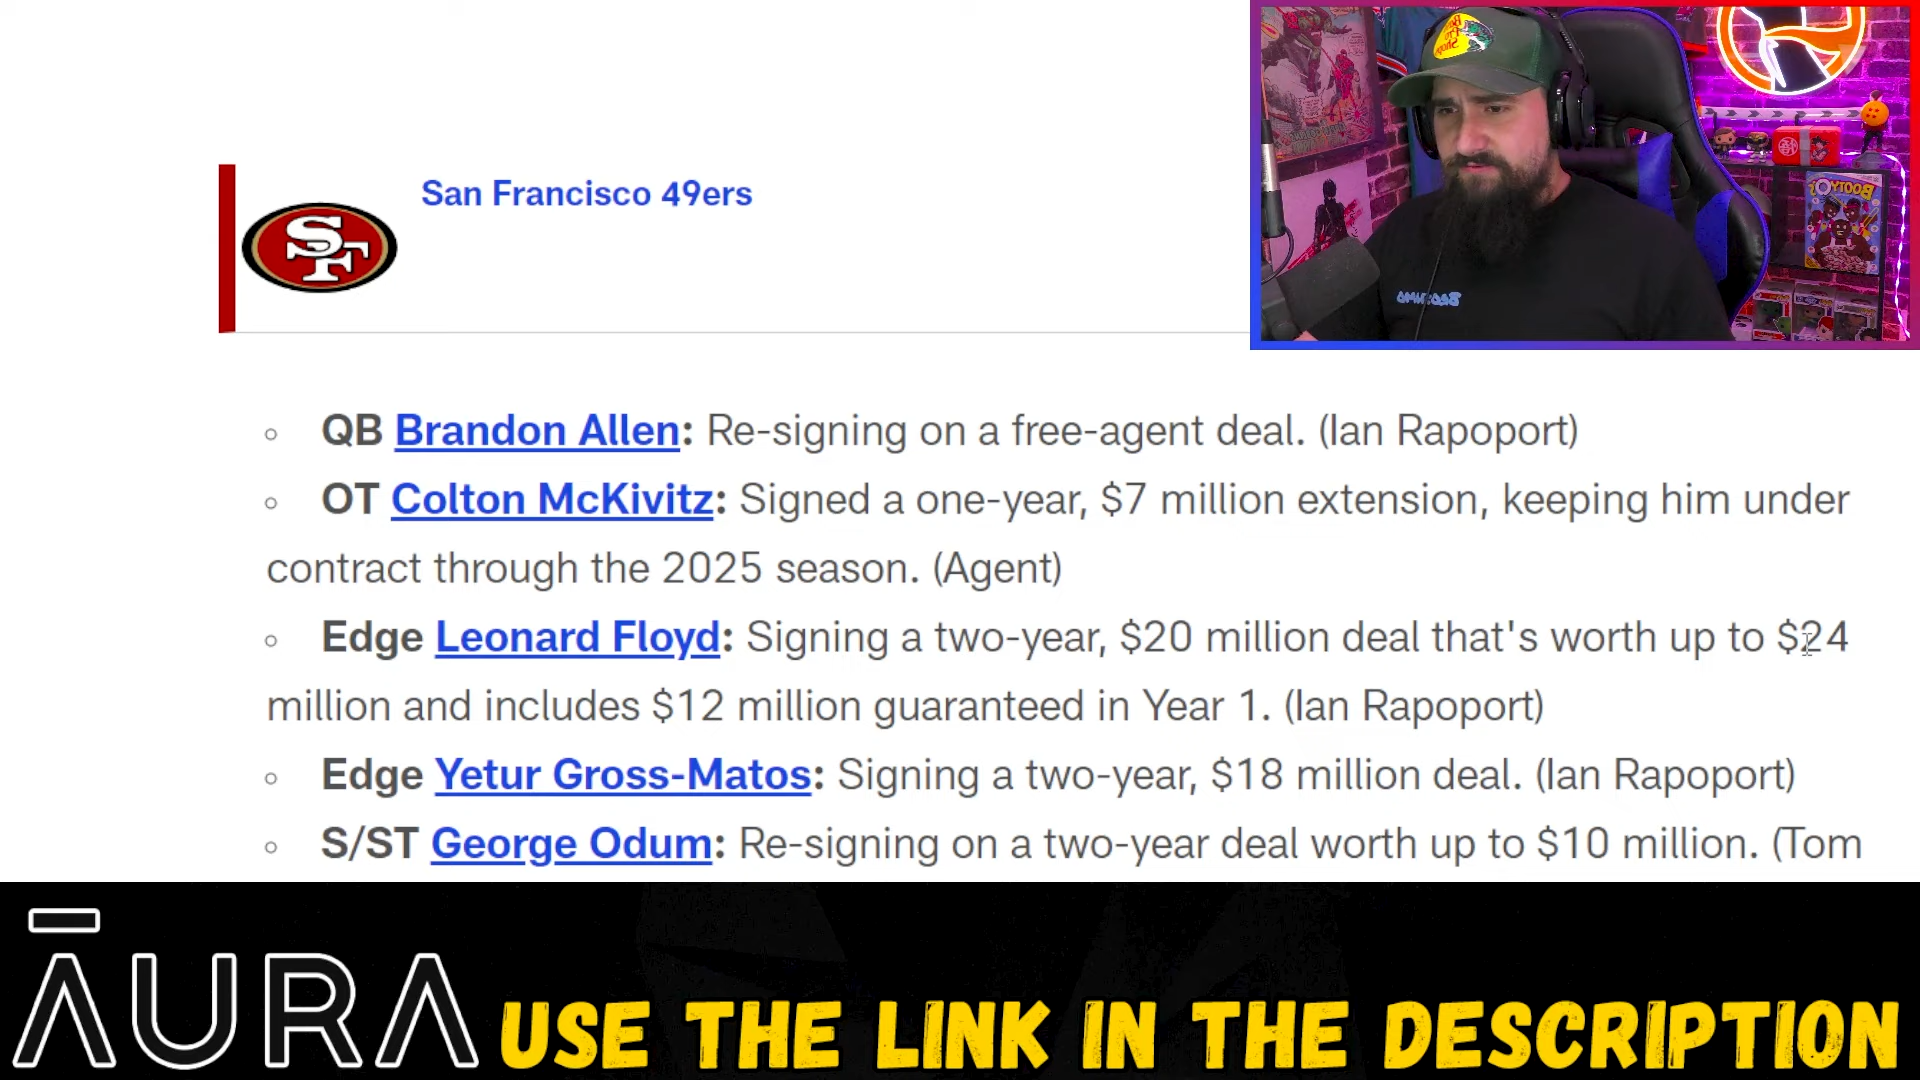 San Francisco 49ers
SF
QB Brandon Allen: Re-signing on a free-agent deal. (Ian Rapoport)
OT Colton McKivitz: Signed a one-year, $7 million extension, keeping him under
contract through the 2025 season. (Agent)
Edge Leonard Floyd: Signing a two-year, $20 million deal that's worth up to $24
million and includes $12 million guaranteed in Year 1. (Ian Rapoport)
Edge Yetur Gross-Matos: Signing a two-year, $18 million deal. (Ian Rapoport)
S/ST George Odum: Re-signing on a two-year deal worth up to $10 million. (Tom
ĀURA USE THE LINK IN THE DESCRIPTION